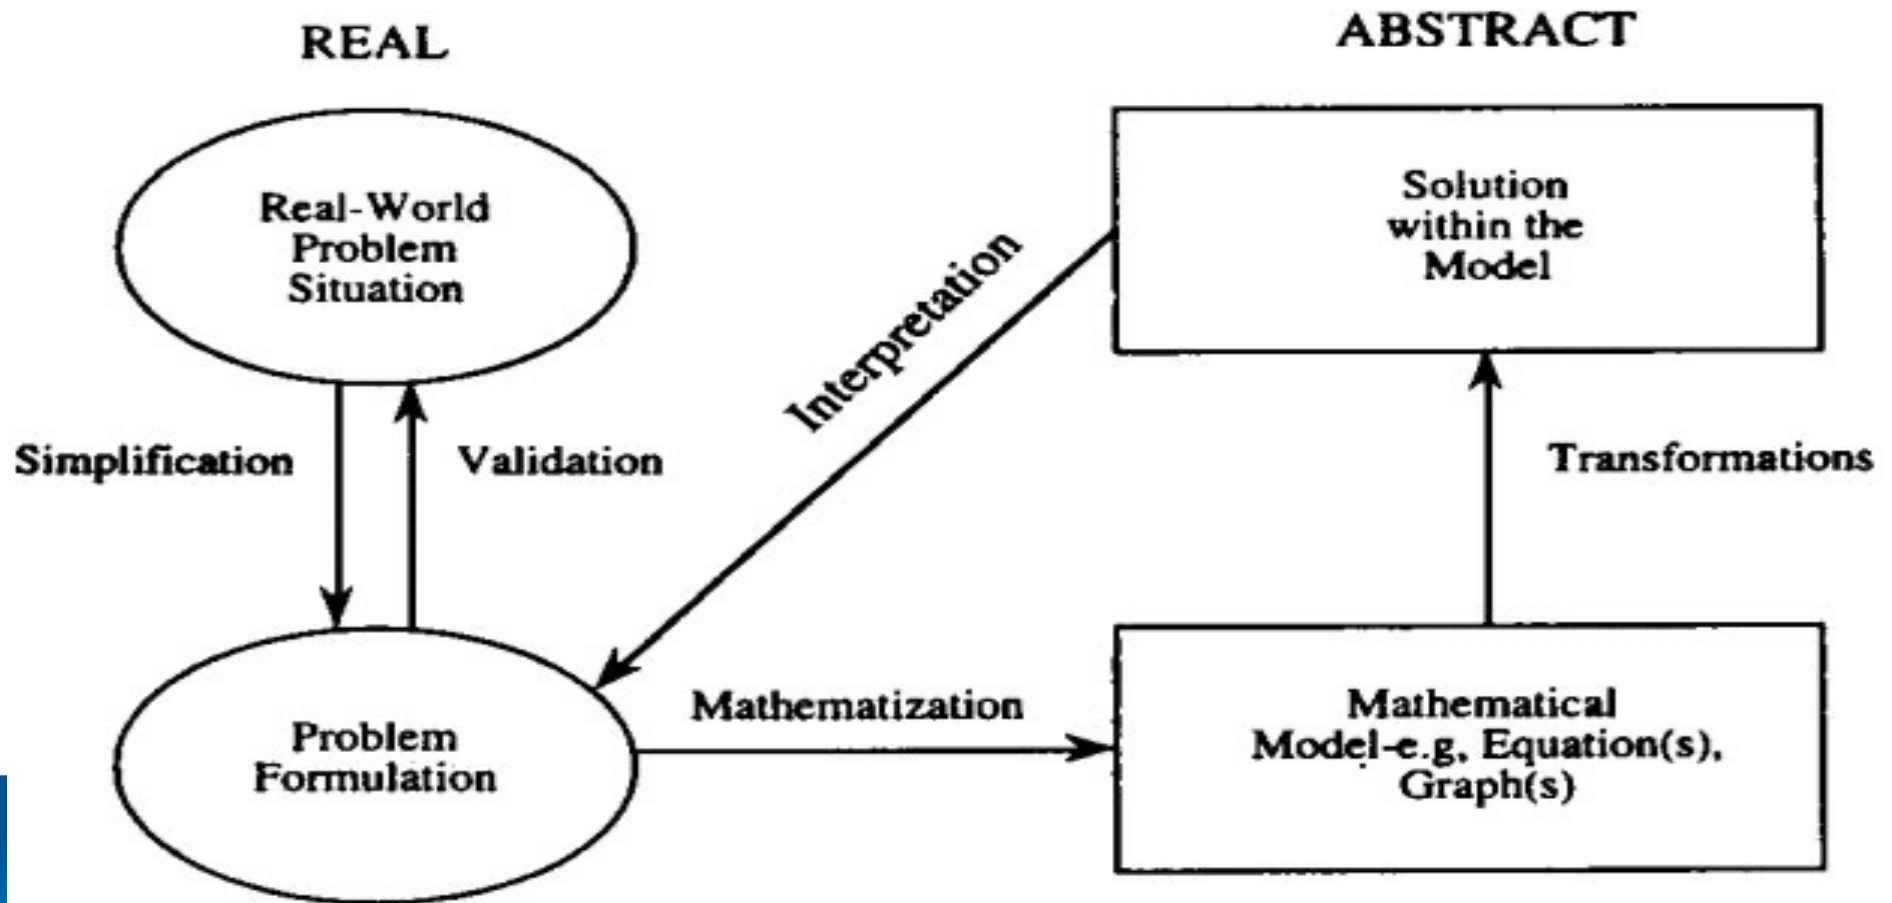 REAL
ABSTRACT
Real-World
Problem
Situation
Solution
within the
Model
Interpretation
Simplification
Validation
Transformations
Problem
Formulation
Mathematization
Mathematical
Model-e.g, Equation(s),
Graph(s)